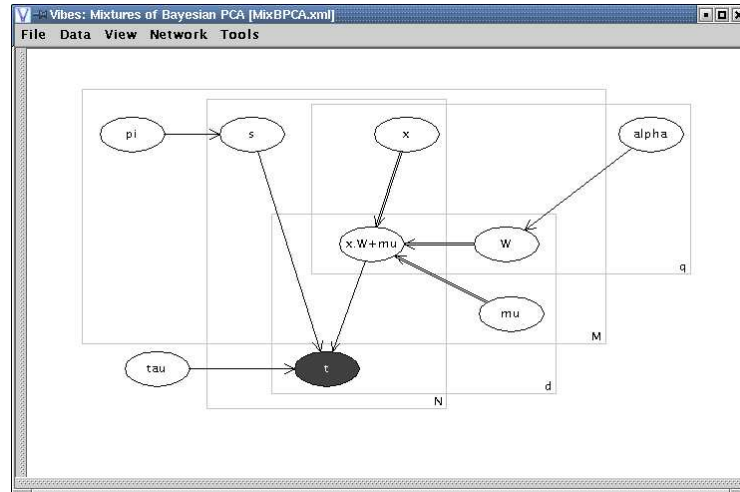 Vibes: Mixtures of Bayesian PCA [MixBPCA.xml]
File Data View Network Tools
pi s x alpha
x.W+mu W
q
mu
M
tau t
d
N